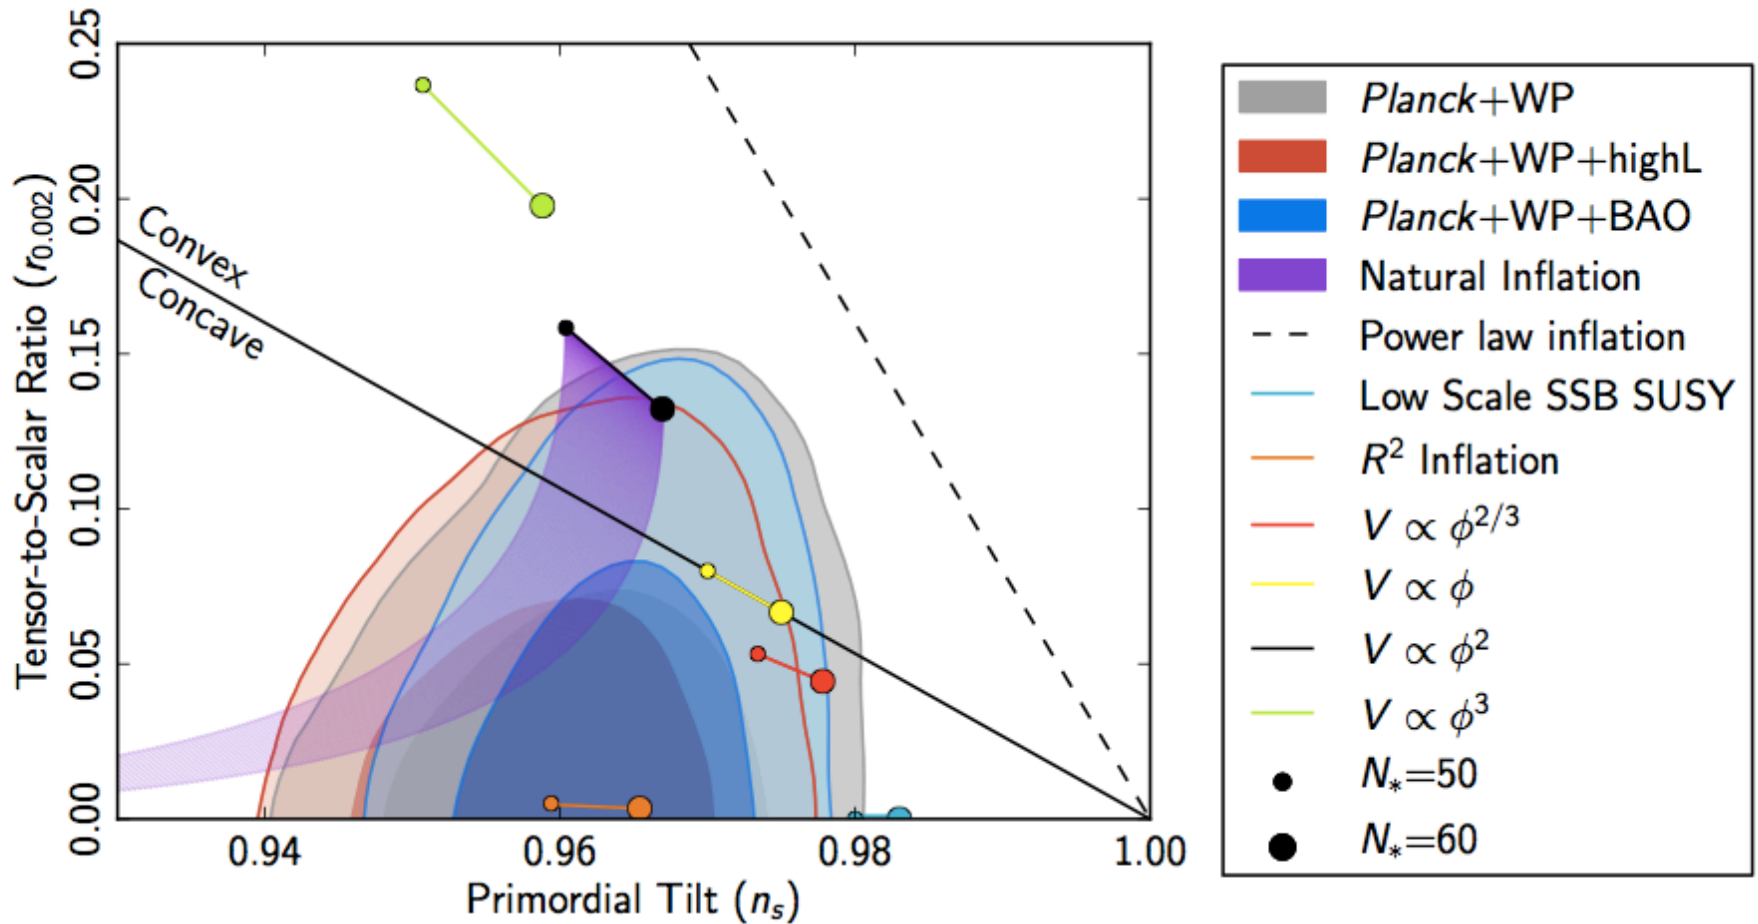 0.25
0.20
0.15
0.10
0.05
0.00
Tensor-to-Scalar Ratio (r0.002)
Convex
Concave
0.94
0.96
0.98
1.00
Primordial Tilt (ns)
Planck+WP
Planck+WP+highL
Planck+WP+BAO
Natural Inflation
Power law inflation
Low Scale SSB SUSY
R² Inflation
V ∝ ϕ^{2/3}
V ∝ ϕ
V ∝ ϕ²
V ∝ ϕ³
N*=50
N*=60